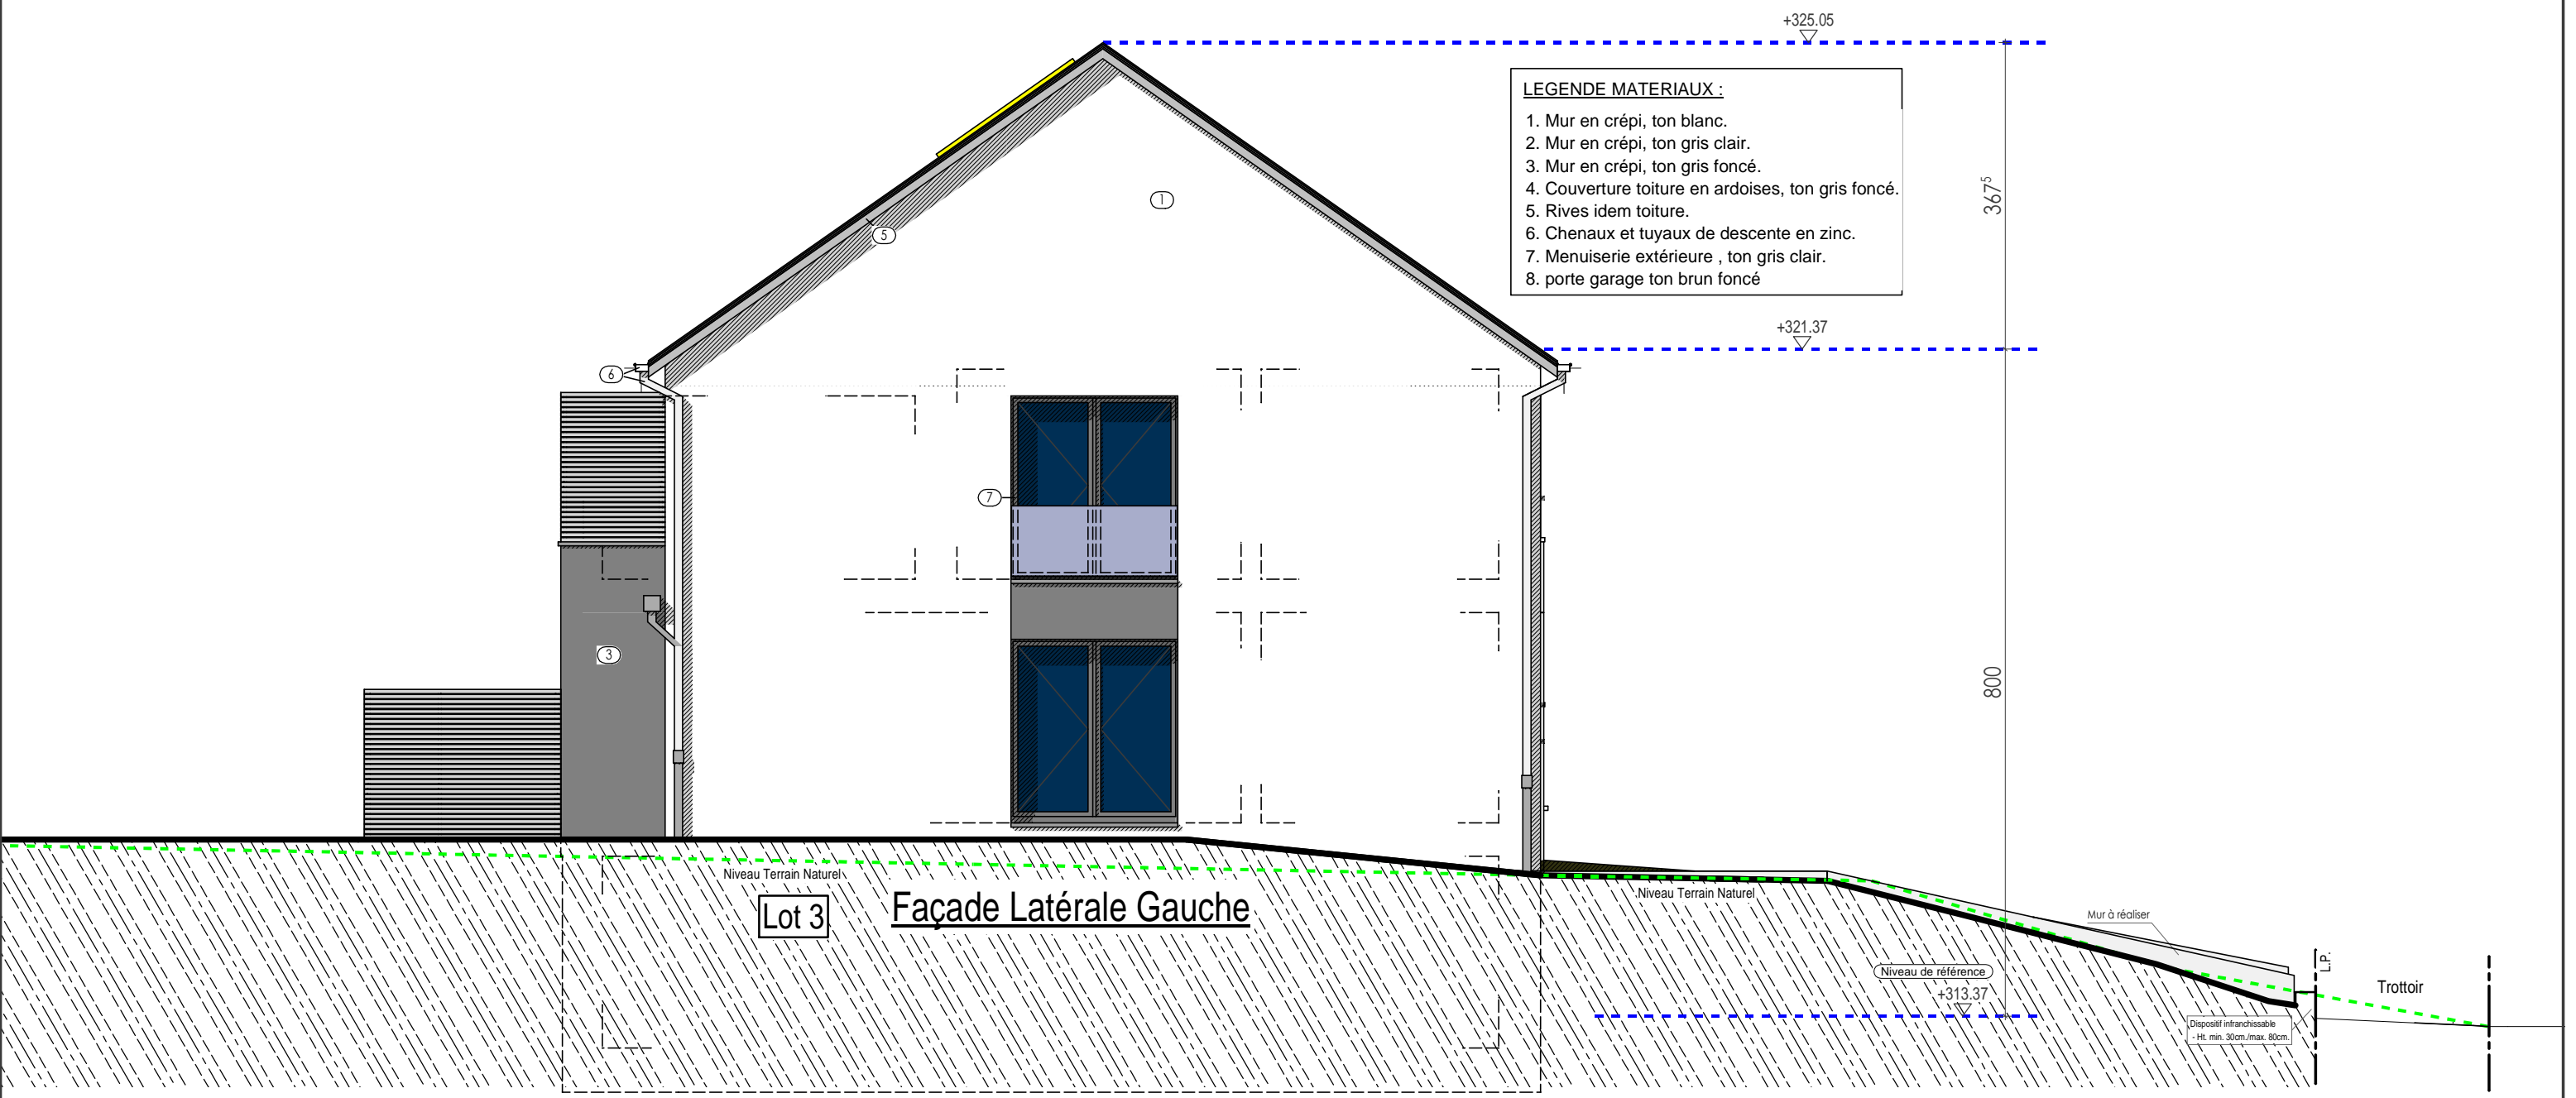 +325.05
LEGENDE MATERIAUX :
1. Mur en crépi, ton blanc.
2. Mur en crépi, ton gris clair.
3. Mur en crépi, ton gris foncé.
4. Couverture toiture en ardoises, ton gris foncé.
5. Rives idem toiture.
6. Chenaux et tuyaux de descente en zinc.
7. Menuiserie extérieure , ton gris clair.
8. porte garage ton brun foncé
367⁵
1
5
+321.37
6
7
800
3
Niveau Terrain Naturel
Niveau Terrain Naturel
Lot 3
Façade Latérale Gauche
Mur à réaliser
L.P.
Niveau de référence
+313.37
Trottoir
Dispositif infranchissable
- Ht. min. 30cm./max. 80cm.